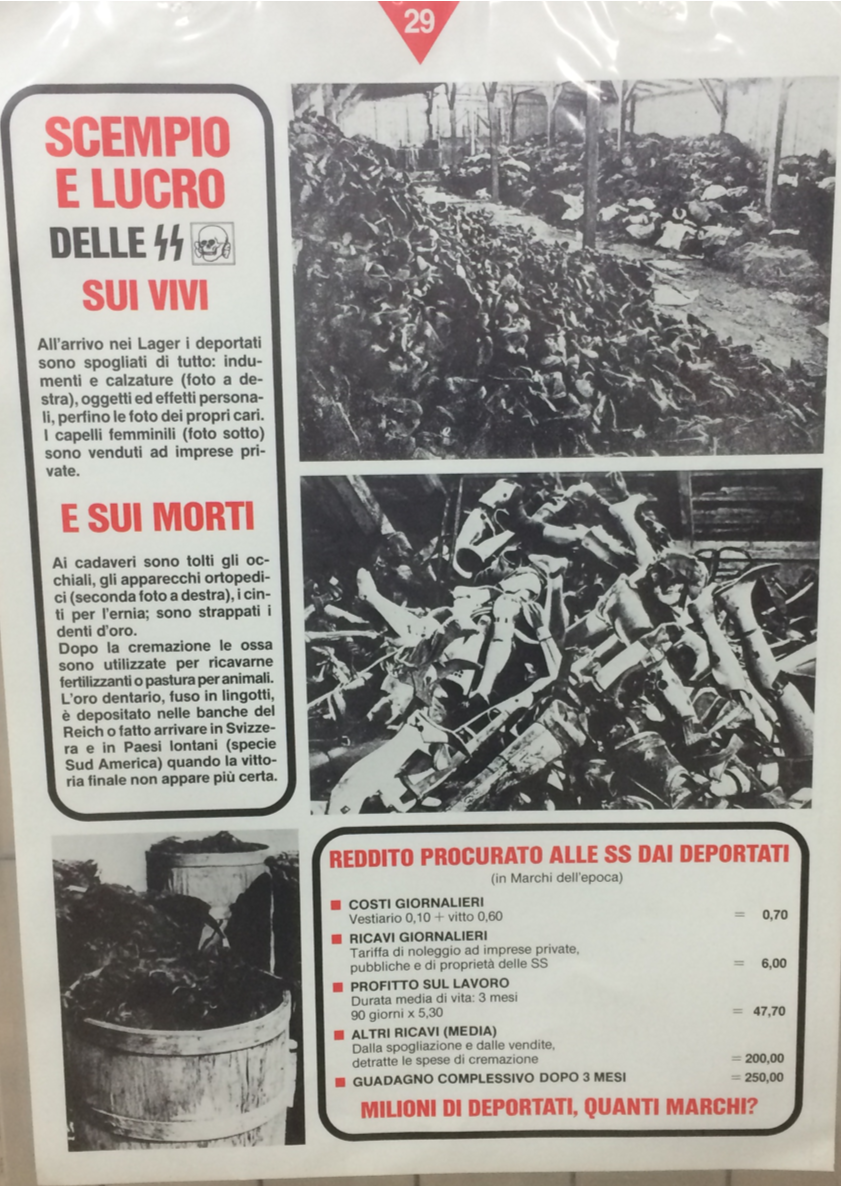 29
SCEMPIO
E LUCRO
DELLE SS
SUI VIVI
All'arrivo nei Lager i deportati
sono spogliati di tutto: indu-
menti e calzature (foto a de-
stra), oggetti ed effetti persona-
li, perfino le foto dei propri cari.
I capelli femminili (foto sotto)
sono venduti ad imprese pri-
vate.
E SUI MORTI
Ai cadaveri sono tolti gli oc-
chiali, gli apparecchi ortopedi-
ci (seconda foto a destra), i cin-
ti per l'ernia; sono strappati i
denti d'oro.
Dopo la cremazione le ossa
sono utilizzate per ricavarne
fertilizzanti o pastura per animali.
L'oro dentario, fuso in lingotti,
è depositato nelle banche del
Reich o fatto arrivare in Svizze-
ra e in Paesi lontani (specie
Sud America) quando la vitto-
ria finale non appare più certa.
REDDITO PROCURATO ALLE SS DAI DEPORTATI
(in Marchi dell'epoca)
COSTI GIORNALIERI
Vestiario 0,10 + vitto 0,60 = 0,70
RICAVI GIORNALIERI
Tariffa di noleggio ad imprese private,
pubbliche e di proprietà delle SS = 6,00
PROFITTO SUL LAVORO
Durata media di vita: 3 mesi
90 giorni x 5,30 = 47,70
ALTRI RICAVI (MEDIA)
Dalla spogliazione e dalle vendite,
detratte le spese di cremazione = 200,00
GUADAGNO COMPLESSIVO DOPO 3 MESI = 250,00
MILIONI DI DEPORTATI, QUANTI MARCHI?